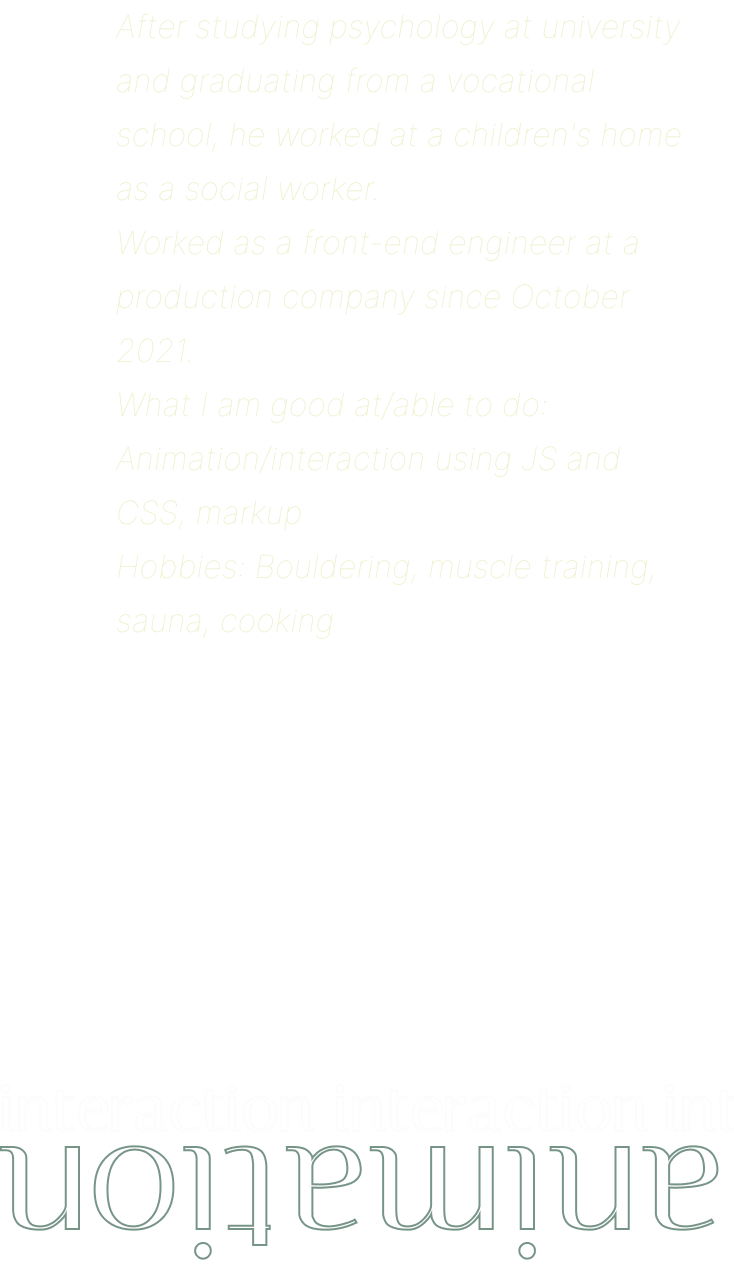 After studying psychology at university
and graduating from a vocational
school, he worked at a children's home
as a social worker.
Worked as a front-end engineer at a
production company since October
2021.
What I am good at/able to do:
Animation/interaction using JS and
CSS, markup
Hobbies: Bouldering, muscle training,
sauna, cooking
interaction interaction int
animation